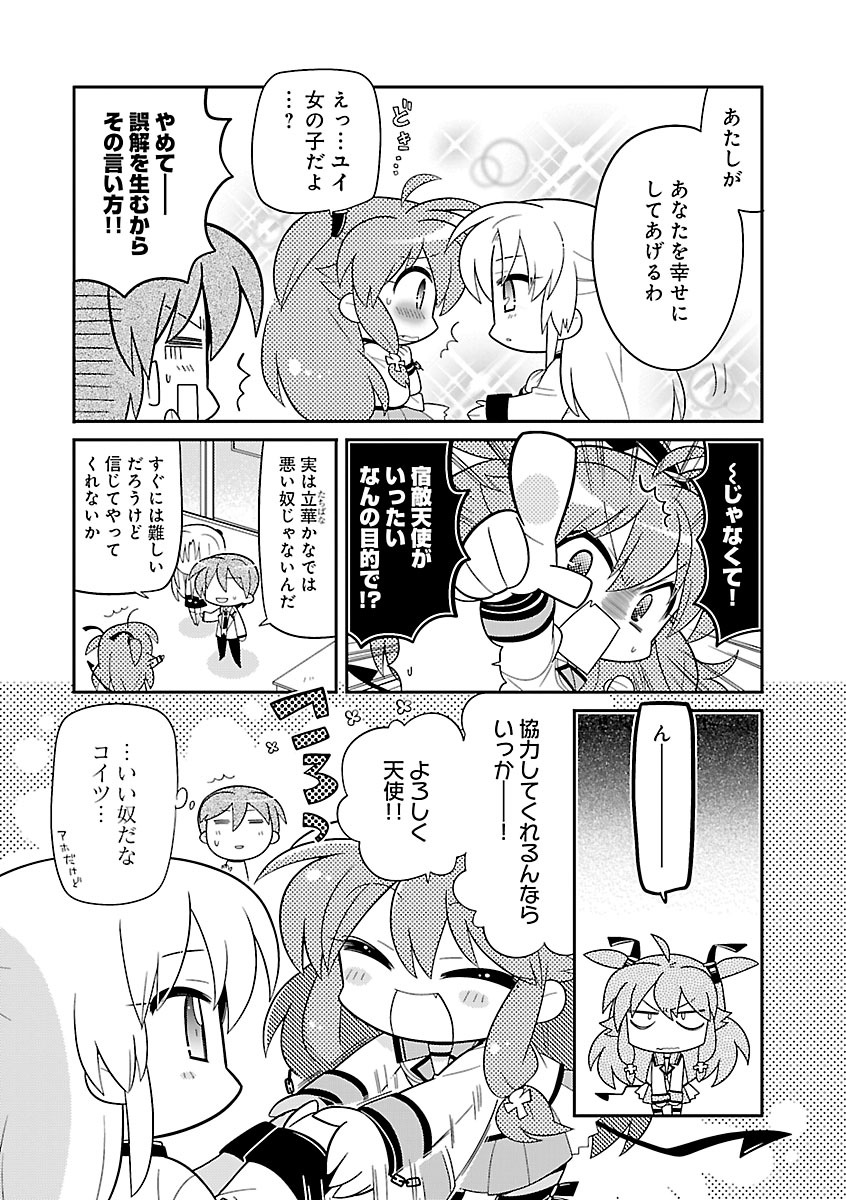 あたしが
あなたを幸せに
してあげるわ
どき…
えっ…ユイ
女の子だよ
…？
やめて――
誤解を生むから
その言い方!!
～じゃなくて！
宿敵天使が
いったい
なんの目的で!?
実は立華かなでは
たちばな
悪い奴じゃないんだ
すぐには難しい
だろうけど
信じてやって
くれないか
ん――――
協力してくれるんなら
いっか――！
よろしく
天使!!
…いい奴だな
コイツ…
アホだけど